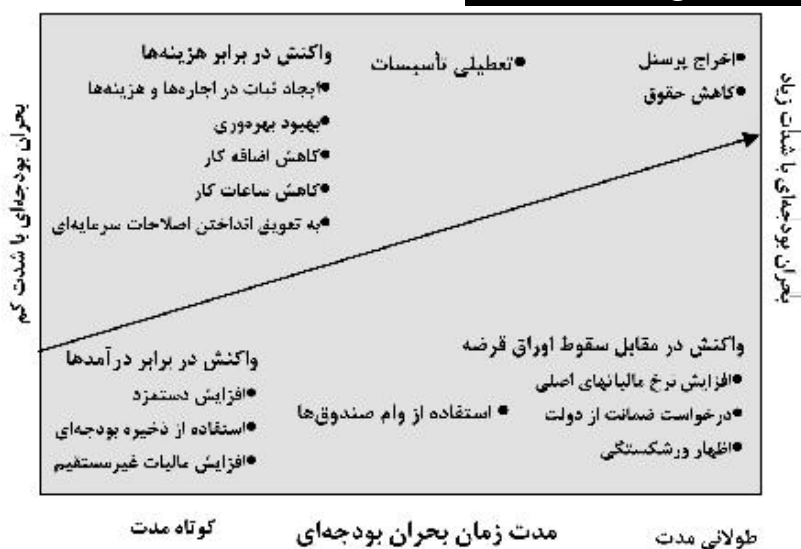 واکنش در برابر هزینه‌ها
●ایجاد ثبات در اجاره‌ها و هزینه‌ها
●بهبود بهره‌وری
●کاهش اضافه کار
●کاهش ساعات کار
●به تعویق انداختن اصلاحات سرمایه‌ای
●تعطیلی تأسیسات
●اخراج پرسنل
●کاهش حقوق
بحران بودجه‌ای با شدت زیاد
بحران بودجه‌ای با شدت کم
واکنش در مقابل سقوط اوراق قرضه
●افزایش نرخ مالیاتهای اصلی
●درخواست ضمانت از دولت
●اظهار ورشکستگی
● استفاده از وام صندوق‌ها
واکنش در برابر درآمدها
●افزایش دستمزد
●استفاده از ذخیره بودجه‌ای
●افزایش مالیات غیرمستقیم
کوتاه مدت
مدت زمان بحران بودجه‌ای
طولانی مدت